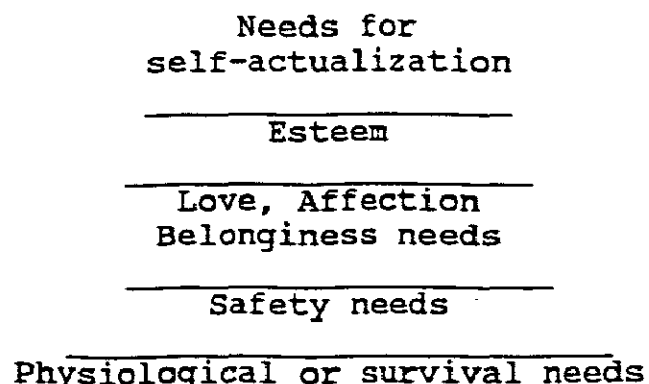 Needs for
self-actualization
Esteem
Love, Affection
Belonginess needs
Safety needs
Physiological or survival needs